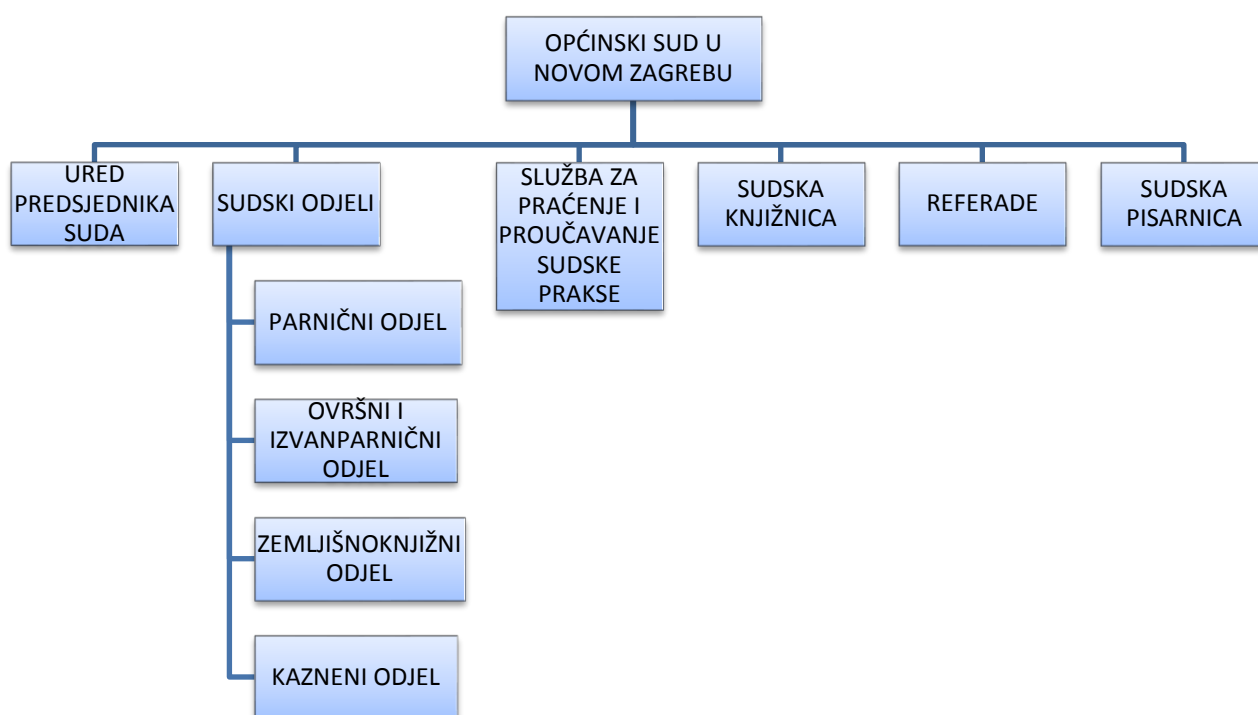 OPĆINSKI SUD U
NOVOM ZAGREBU
URED
PREDSJEDNIKA
SUDA
SUDSKI ODJELI
SLUŽBA ZA
PRAĆENJE I
PROUČAVANJE
SUDSKE
PRAKSE
SUDSKA
KNJIŽNICA
REFERADE
SUDSKA
PISARNICA
PARNIČNI ODJEL
OVRŠNI I
IZVANPARNIČNI
ODJEL
ZEMLJIŠNOKNJIŽNI
ODJEL
KAZNENI ODJEL